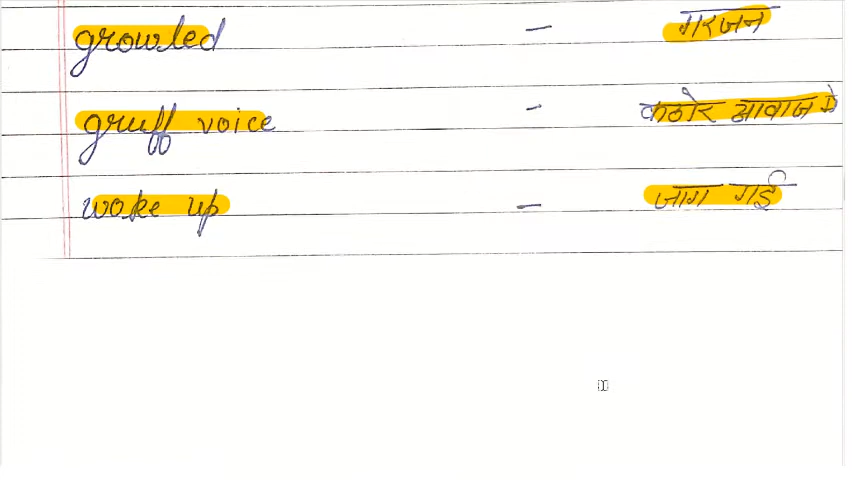 growled - गरजन
gruff voice - कठोर आवाज मे
woke up - जाग गई